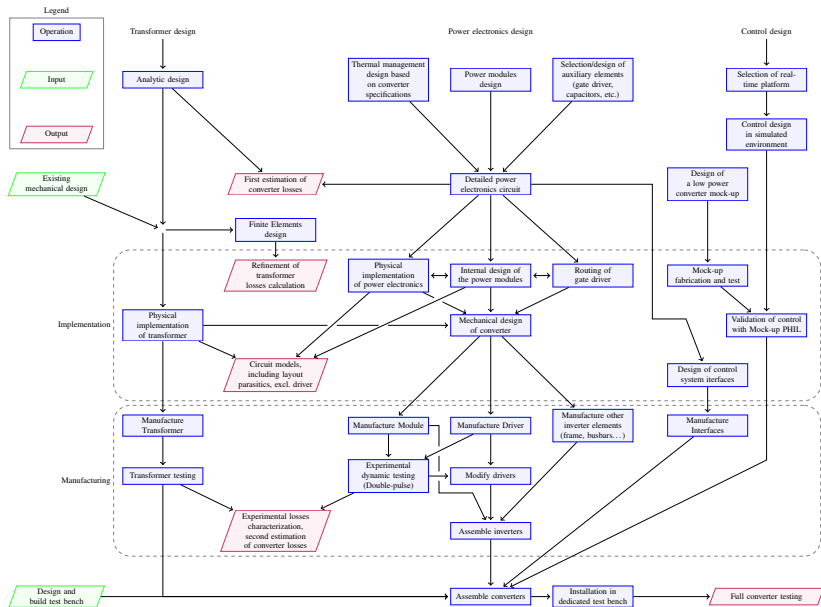 Legend
Operation
Input
Output
Transformer design
Power electronics design
Control design
Analytic design
Thermal management
design based
on converter
specifications
Power modules
design
Selection/design of
auxiliary elements
(gate driver,
capacitors, etc.)
Selection of real-
time platform
Control design
in simulated
environment
Existing
mechanical design
First estimation of
converter losses
Detailed power
electronics circuit
Design of
a low power
converter mock-up
Finite Elements
design
Refinement of
transformer
losses calculation
Physical
implementation
of power electronics
Internal design of
the power modules
Routing of
gate driver
Mock-up
fabrication and test
Implementation
Physical
implementation
of transformer
Mechanical design
of converter
Validation of control
with Mock-up PHIL
Circuit models,
including layout
parasitics, excl. driver
Design of control
system iterfaces
Manufacture
Transformer
Manufacture Module
Manufacture Driver
Manufacture other
inverter elements
(frame, busbars…)
Manufacture
Interfaces
Manufacturing
Transformer testing
Experimental
dynamic testing
(Double-pulse)
Modify drivers
Experimental losses
characterization,
second estimation
of converter losses
Assemble inverters
Design and
build test bench
Assemble converters
Installation in
dedicated test bench
Full converter testing